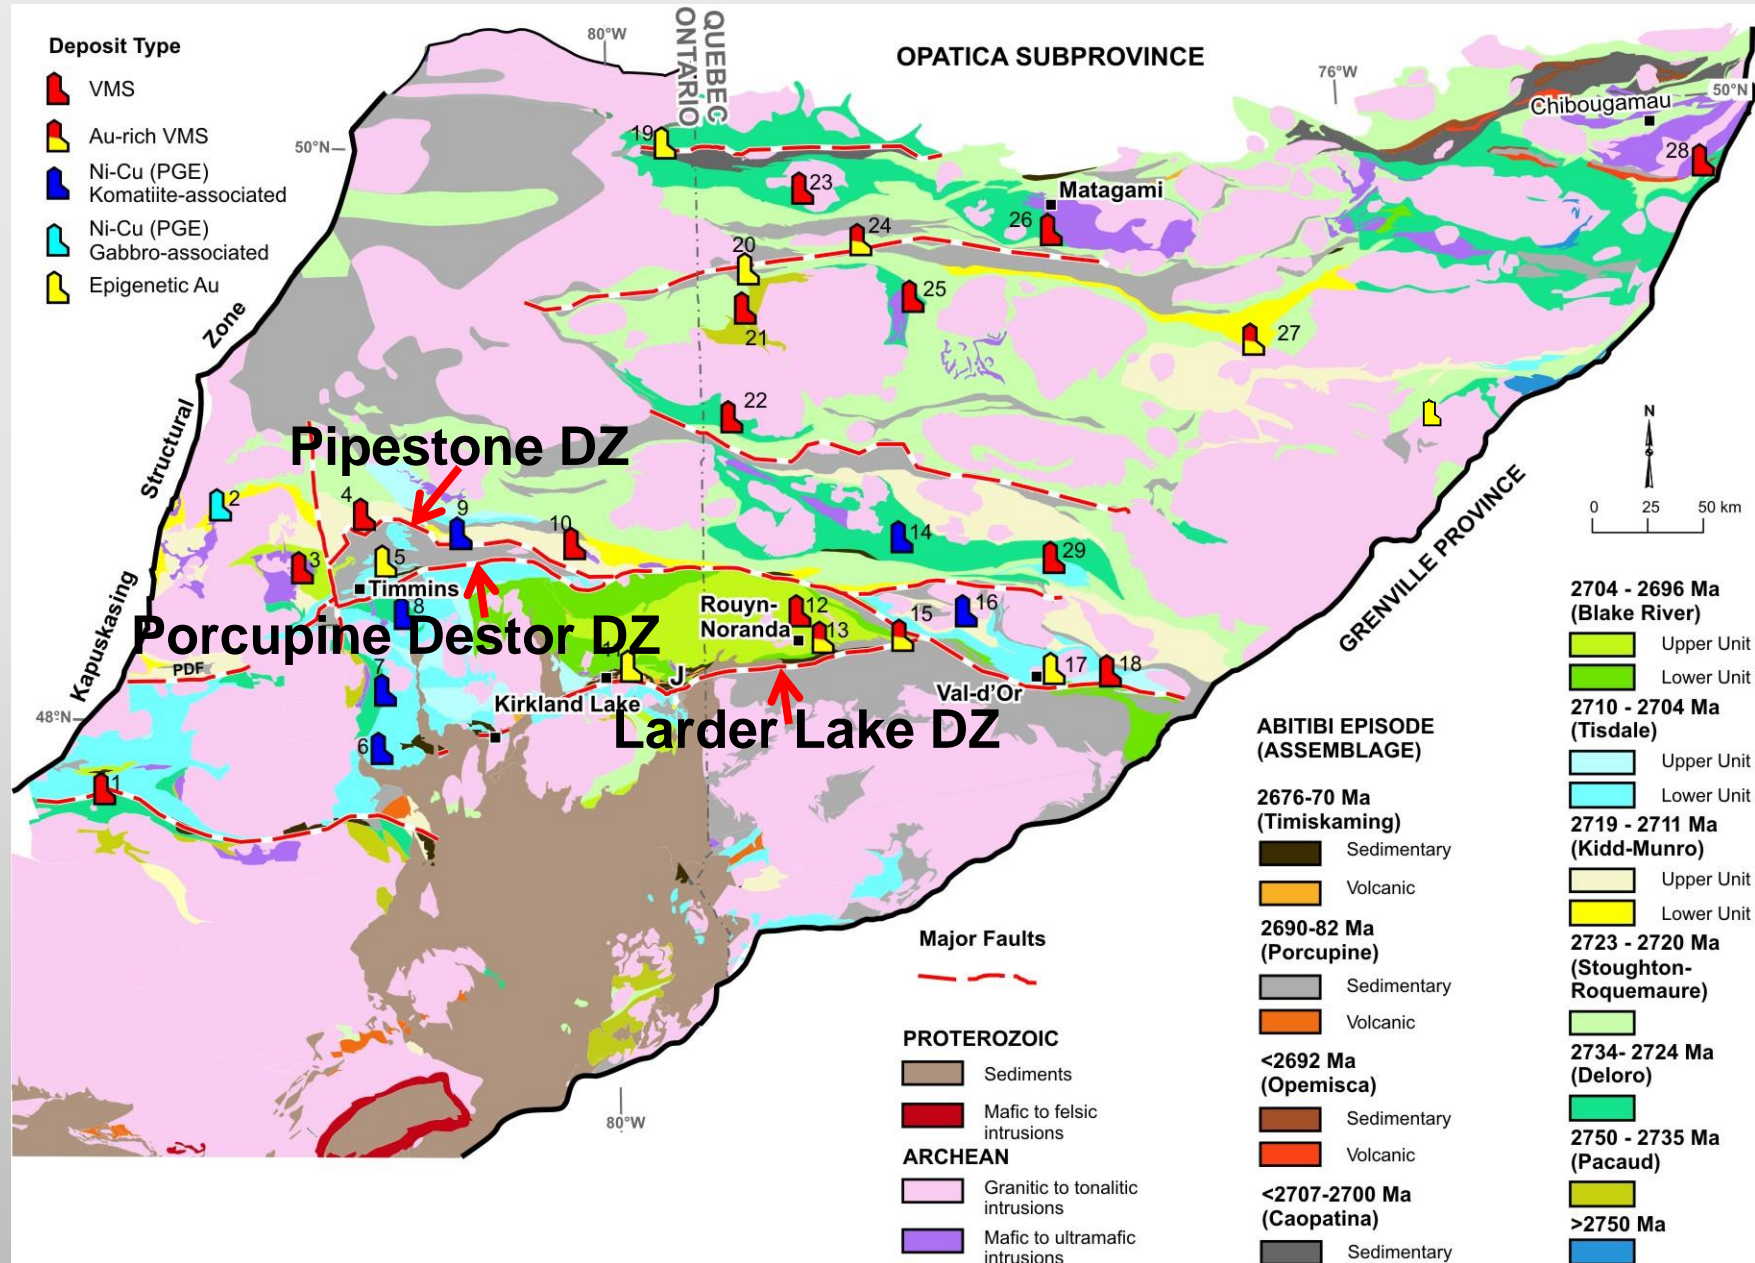 Deposit Type
VMS
Au-rich VMS
Ni-Cu (PGE)
Komatiite-associated
Ni-Cu (PGE)
Gabbro-associated
Epigenetic Au
80°W
QUEBEC
ONTARIO
OPATICA SUBPROVINCE
76°W
50°N
Chibougamau
50°N
19
28
23
Matagami
26
24
20
25
21
27
22
Zone
Structural
Kapuskasing
Pipestone DZ
N
0 25 50 km
GRENVILLE PROVINCE
2
4
9
10
14
29
3
5
Timmins
8
Rouyn-
Noranda
12
13
15
16
Porcupine Destor DZ
PDF
7
11
J
17
18
Val-d'Or
Kirkland Lake
Larder Lake DZ
48°N
6
1
80°W
Major Faults
PROTEROZOIC
Sediments
Mafic to felsic
intrusions
ARCHEAN
Granitic to tonalitic
intrusions
Mafic to ultramafic
intrusions
ABITIBI EPISODE
(ASSEMBLAGE)
2676-70 Ma
(Timiskaming)
Sedimentary
Volcanic
2690-82 Ma
(Porcupine)
Sedimentary
Volcanic
<2692 Ma
(Opemisca)
Sedimentary
Volcanic
<2707-2700 Ma
(Caopatina)
Sedimentary
2704 - 2696 Ma
(Blake River)
Upper Unit
Lower Unit
2710 - 2704 Ma
(Tisdale)
Upper Unit
Lower Unit
2719 - 2711 Ma
(Kidd-Munro)
Upper Unit
Lower Unit
2723 - 2720 Ma
(Stoughton-
Roquemaure)
2734- 2724 Ma
(Deloro)
2750 - 2735 Ma
(Pacaud)
>2750 Ma